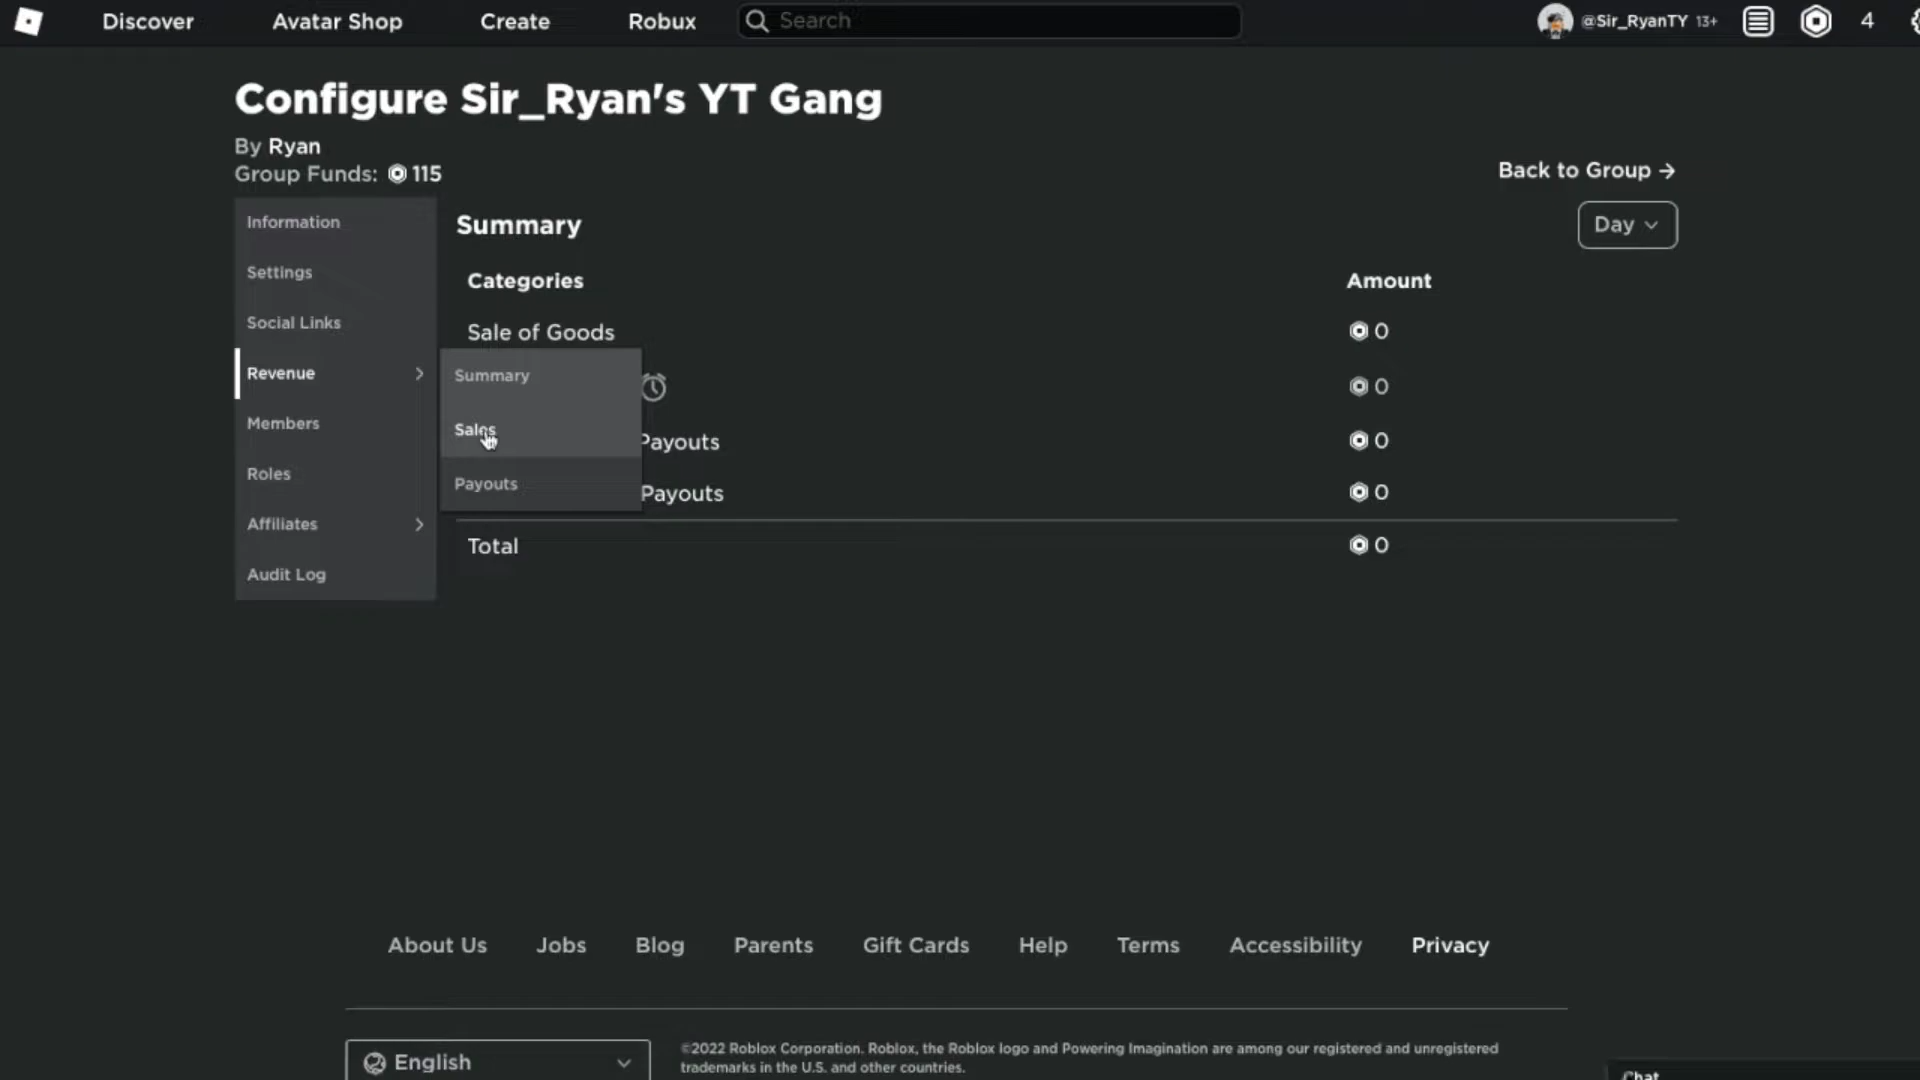 Discover Avatar Shop Create Robux Search @Sir_RyanTY 13+ 4
Configure Sir_Ryan's YT Gang
By Ryan
Group Funds: 115
Back to Group →
Information
Settings
Social Links
Revenue
Members
Roles
Affiliates
Audit Log
Summary
Sales
Payouts
Summary
Day
Categories Amount
Sale of Goods 0
0
Payouts 0
Payouts 0
Total 0
About Us Jobs Blog Parents Gift Cards Help Terms Accessibility Privacy
English
©2022 Roblox Corporation. Roblox, the Roblox logo and Powering Imagination are among our registered and unregistered
trademarks in the U.S. and other countries.
Chat